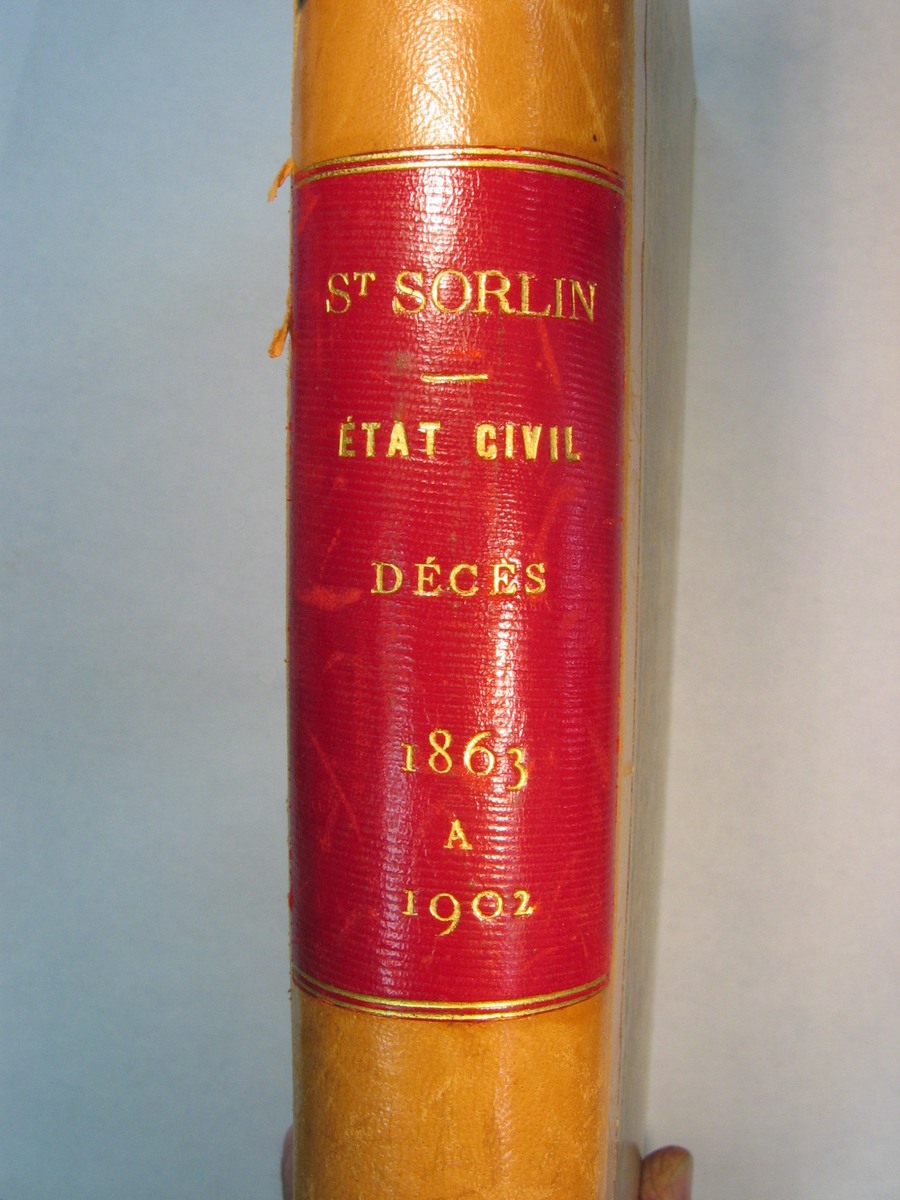 ST SORLIN
ÉTAT CIVIL
DÉCÈS
1863
A
1902